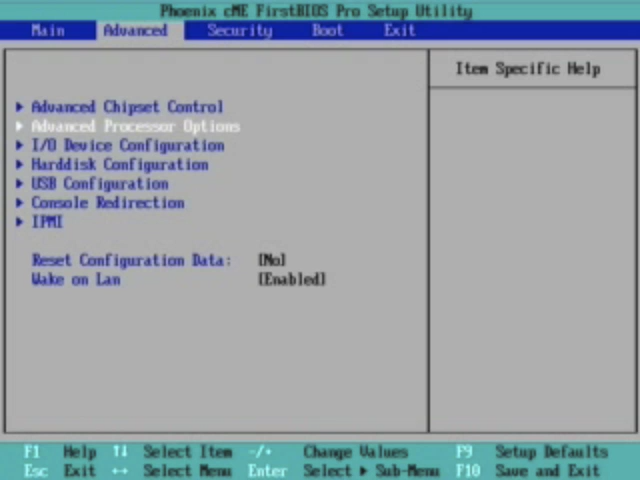 Phoenix cME FirstBIOS Pro Setup Utility
Main Advanced Security Boot Exit
Item Specific Help
▶ Advanced Chipset Control
▶ Advanced Processor Options
▶ I/O Device Configuration
▶ Harddisk Configuration
▶ USB Configuration
▶ Console Redirection
▶ IPMI
Reset Configuration Data: [No]
Wake on Lan [Enabled]
F1 Help ↑↓ Select Item -/+ Change Values F9 Setup Defaults
Esc Exit ↔ Select Menu Enter Select ▶ Sub-Menu F10 Save and Exit